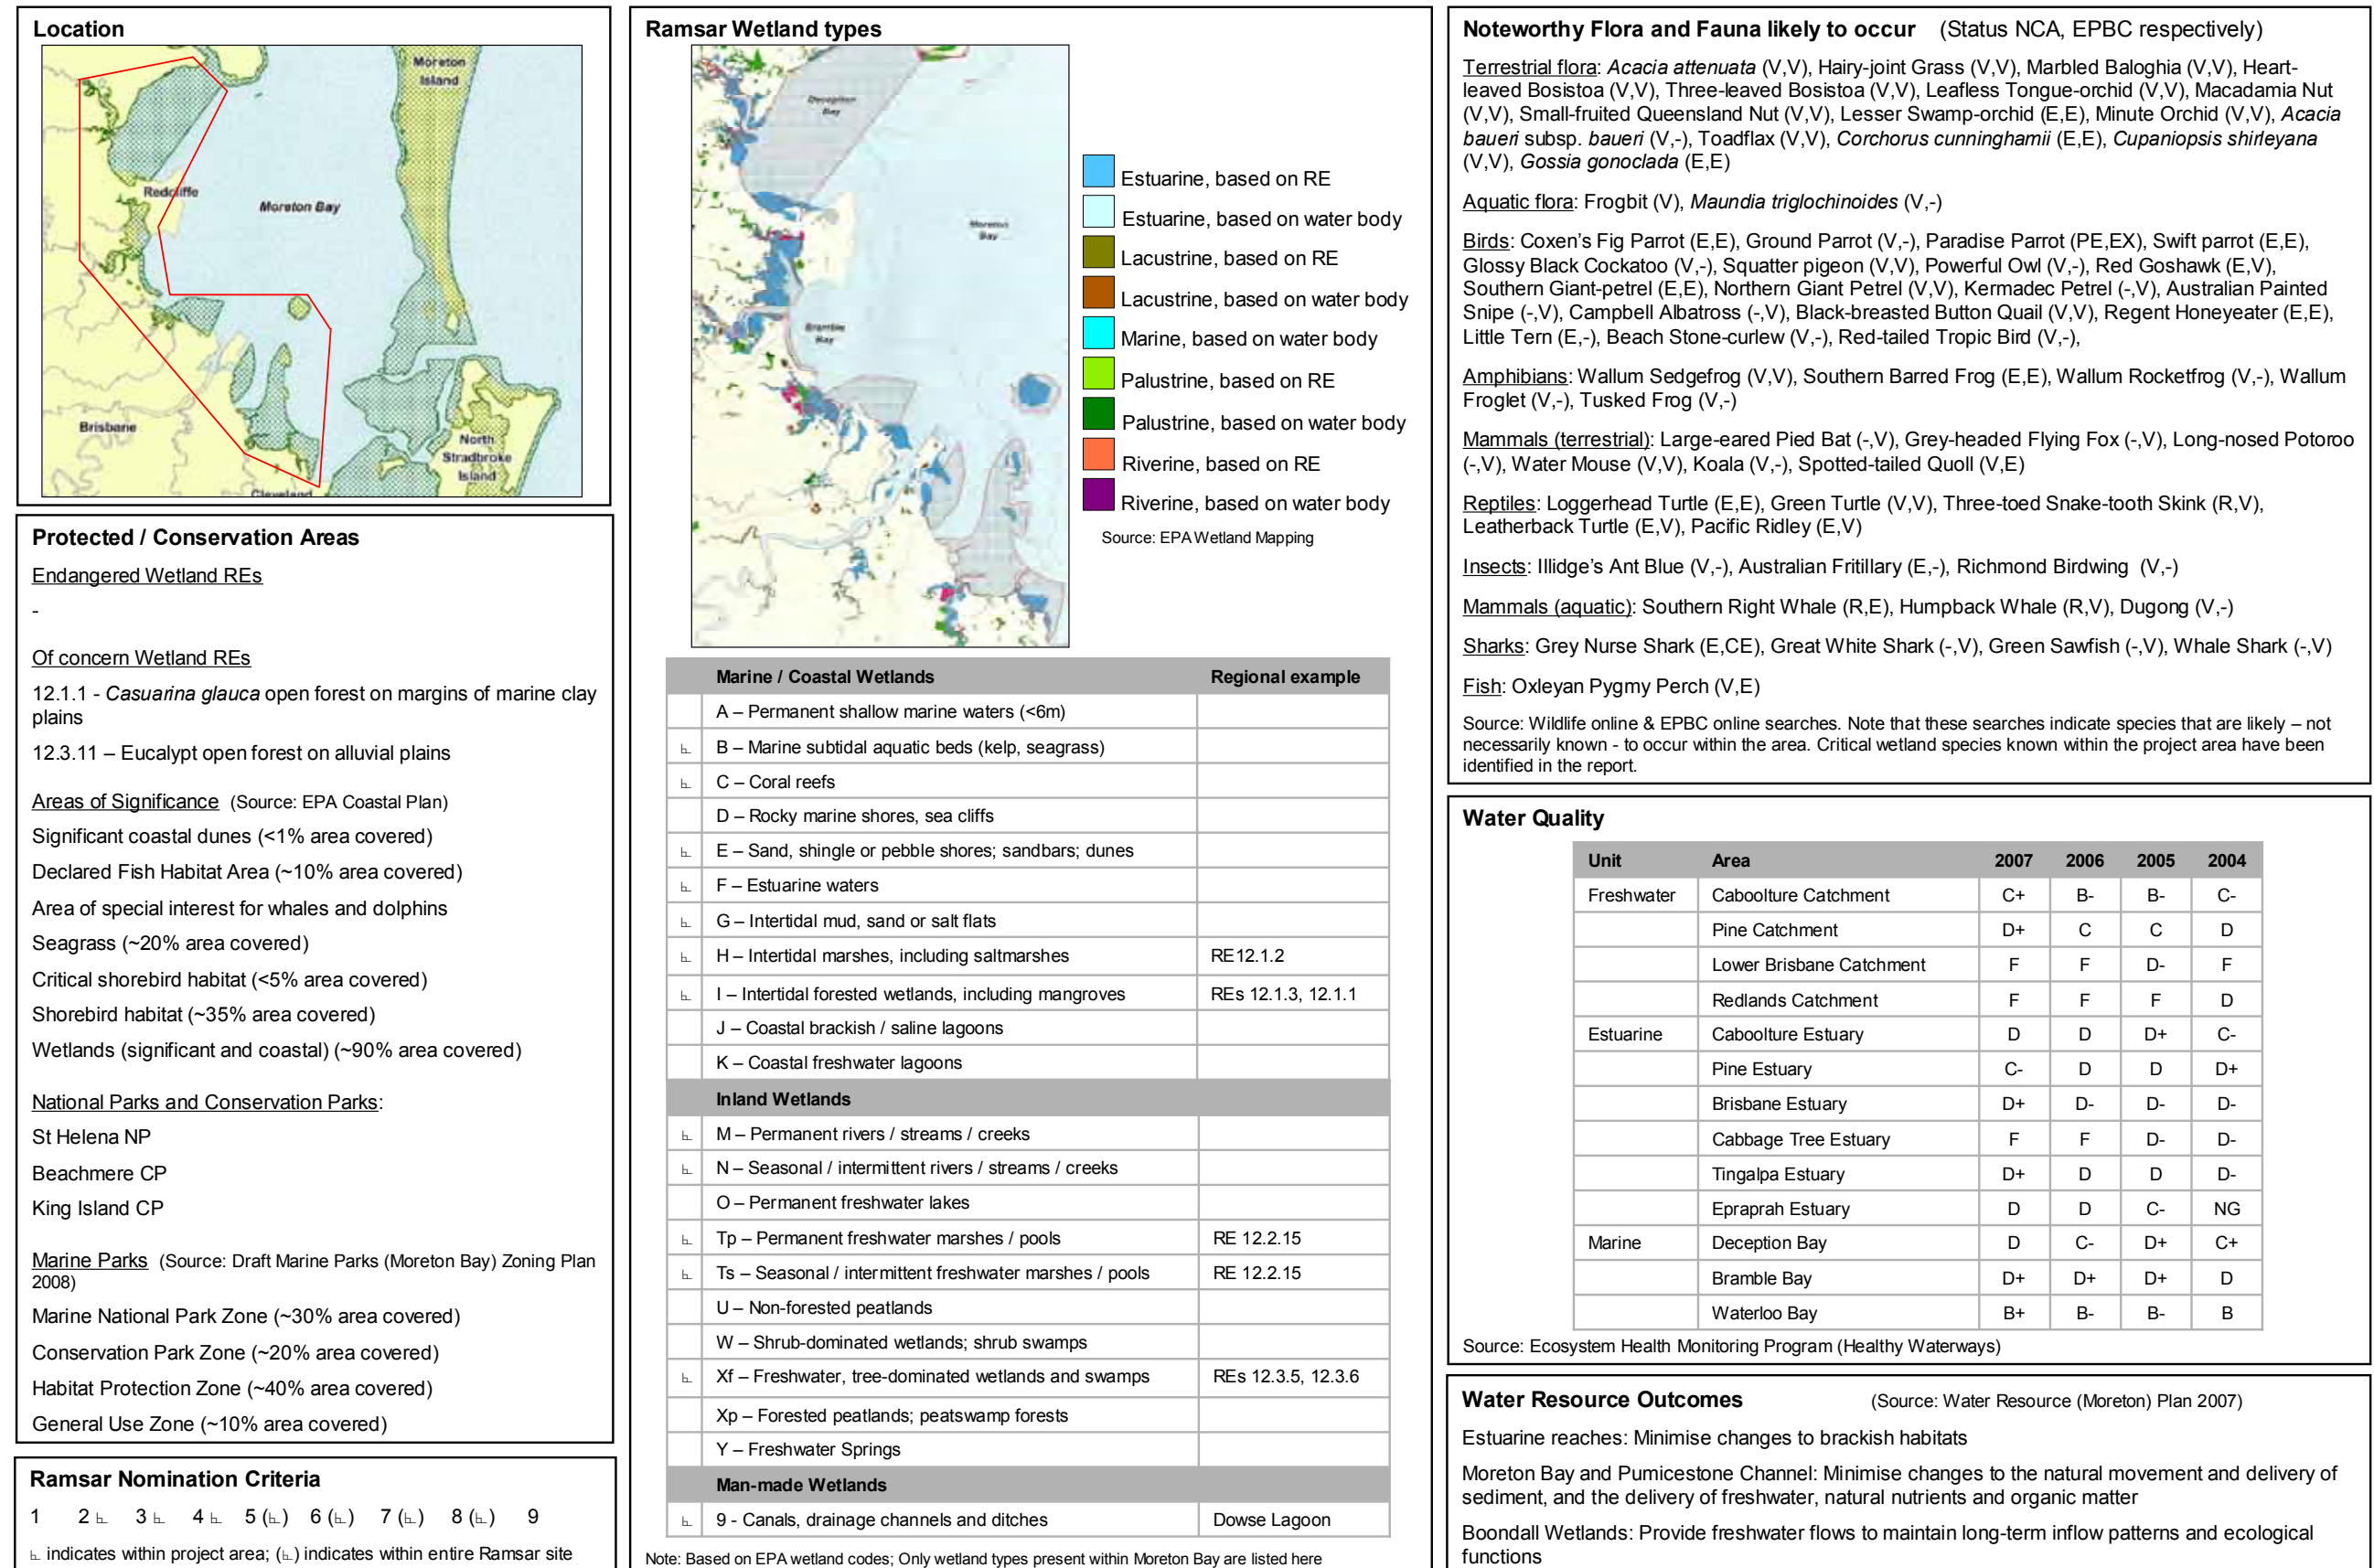 Location
Moreton
Island
Redcliffe
Moreton Bay
Brisbane
North
Stradbroke
Island
Cleveland
Protected / Conservation Areas
Endangered Wetland REs
-
Of concern Wetland REs
12.1.1 - Casuarina glauca open forest on margins of marine clay
plains
12.3.11 – Eucalypt open forest on alluvial plains
Areas of Significance (Source: EPA Coastal Plan)
Significant coastal dunes (<1% area covered)
Declared Fish Habitat Area (~10% area covered)
Area of special interest for whales and dolphins
Seagrass (~20% area covered)
Critical shorebird habitat (<5% area covered)
Shorebird habitat (~35% area covered)
Wetlands (significant and coastal) (~90% area covered)
National Parks and Conservation Parks:
St Helena NP
Beachmere CP
King Island CP
Marine Parks (Source: Draft Marine Parks (Moreton Bay) Zoning Plan
2008)
Marine National Park Zone (~30% area covered)
Conservation Park Zone (~20% area covered)
Habitat Protection Zone (~40% area covered)
General Use Zone (~10% area covered)
Ramsar Nomination Criteria
1 2 ㄴ 3 ㄴ 4 ㄴ 5 (ㄴ) 6 (ㄴ) 7 (ㄴ) 8 (ㄴ) 9
ㄴ indicates within project area; (ㄴ) indicates within entire Ramsar site
Ramsar Wetland types
Deception
Bay
Moreton
Bay
Bramble
Bay
Estuarine, based on RE
Estuarine, based on water body
Lacustrine, based on RE
Lacustrine, based on water body
Marine, based on water body
Palustrine, based on RE
Palustrine, based on water body
Riverine, based on RE
Riverine, based on water body
Source: EPA Wetland Mapping
Marine / Coastal Wetlands Regional example
A – Permanent shallow marine waters (<6m)
ㄴ B – Marine subtidal aquatic beds (kelp, seagrass)
ㄴ C – Coral reefs
D – Rocky marine shores, sea cliffs
ㄴ E – Sand, shingle or pebble shores; sandbars; dunes
ㄴ F – Estuarine waters
ㄴ G – Intertidal mud, sand or salt flats
ㄴ H – Intertidal marshes, including saltmarshes RE12.1.2
ㄴ I – Intertidal forested wetlands, including mangroves REs 12.1.3, 12.1.1
J – Coastal brackish / saline lagoons
K – Coastal freshwater lagoons
Inland Wetlands
ㄴ M – Permanent rivers / streams / creeks
ㄴ N – Seasonal / intermittent rivers / streams / creeks
O – Permanent freshwater lakes
ㄴ Tp – Permanent freshwater marshes / pools RE 12.2.15
ㄴ Ts – Seasonal / intermittent freshwater marshes / pools RE 12.2.15
U – Non-forested peatlands
W – Shrub-dominated wetlands; shrub swamps
ㄴ Xf – Freshwater, tree-dominated wetlands and swamps REs 12.3.5, 12.3.6
Xp – Forested peatlands; peatswamp forests
Y – Freshwater Springs
Man-made Wetlands
ㄴ 9 - Canals, drainage channels and ditches Dowse Lagoon
Note: Based on EPA wetland codes; Only wetland types present within Moreton Bay are listed here
Noteworthy Flora and Fauna likely to occur (Status NCA, EPBC respectively)
Terrestrial flora: Acacia attenuata (V,V), Hairy-joint Grass (V,V), Marbled Baloghia (V,V), Heart-
leaved Bosistoa (V,V), Three-leaved Bosistoa (V,V), Leafless Tongue-orchid (V,V), Macadamia Nut
(V,V), Small-fruited Queensland Nut (V,V), Lesser Swamp-orchid (E,E), Minute Orchid (V,V), Acacia
baueri subsp. baueri (V,-), Toadflax (V,V), Corchorus cunninghamii (E,E), Cupaniopsis shirleyana
(V,V), Gossia gonoclada (E,E)
Aquatic flora: Frogbit (V), Maundia triglochinoides (V,-)
Birds: Coxen's Fig Parrot (E,E), Ground Parrot (V,-), Paradise Parrot (PE,EX), Swift parrot (E,E),
Glossy Black Cockatoo (V,-), Squatter pigeon (V,V), Powerful Owl (V,-), Red Goshawk (E,V),
Southern Giant-petrel (E,E), Northern Giant Petrel (V,V), Kermadec Petrel (-,V), Australian Painted
Snipe (-,V), Campbell Albatross (-,V), Black-breasted Button Quail (V,V), Regent Honeyeater (E,E),
Little Tern (E,-), Beach Stone-curlew (V,-), Red-tailed Tropic Bird (V,-),
Amphibians: Wallum Sedgefrog (V,V), Southern Barred Frog (E,E), Wallum Rocketfrog (V,-), Wallum
Froglet (V,-), Tusked Frog (V,-)
Mammals (terrestrial): Large-eared Pied Bat (-,V), Grey-headed Flying Fox (-,V), Long-nosed Potoroo
(-,V), Water Mouse (V,V), Koala (V,-), Spotted-tailed Quoll (V,E)
Reptiles: Loggerhead Turtle (E,E), Green Turtle (V,V), Three-toed Snake-tooth Skink (R,V),
Leatherback Turtle (E,V), Pacific Ridley (E,V)
Insects: Illidge's Ant Blue (V,-), Australian Fritillary (E,-), Richmond Birdwing (V,-)
Mammals (aquatic): Southern Right Whale (R,E), Humpback Whale (R,V), Dugong (V,-)
Sharks: Grey Nurse Shark (E,CE), Great White Shark (-,V), Green Sawfish (-,V), Whale Shark (-,V)
Fish: Oxleyan Pygmy Perch (V,E)
Source: Wildlife online & EPBC online searches. Note that these searches indicate species that are likely – not
necessarily known - to occur within the area. Critical wetland species known within the project area have been
identified in the report.
Water Quality
Unit Area 2007 2006 2005 2004
Freshwater Caboolture Catchment C+ B- B- C-
Pine Catchment D+ C C D
Lower Brisbane Catchment F F D- F
Redlands Catchment F F F D
Estuarine Caboolture Estuary D D D+ C-
Pine Estuary C- D D D+
Brisbane Estuary D+ D- D- D-
Cabbage Tree Estuary F F D- D-
Tingalpa Estuary D+ D D D-
Epraprah Estuary D D C- NG
Marine Deception Bay D C- D+ C+
Bramble Bay D+ D+ D+ D
Waterloo Bay B+ B- B- B
Source: Ecosystem Health Monitoring Program (Healthy Waterways)
Water Resource Outcomes (Source: Water Resource (Moreton) Plan 2007)
Estuarine reaches: Minimise changes to brackish habitats
Moreton Bay and Pumicestone Channel: Minimise changes to the natural movement and delivery of
sediment, and the delivery of freshwater, natural nutrients and organic matter
Boondall Wetlands: Provide freshwater flows to maintain long-term inflow patterns and ecological
functions